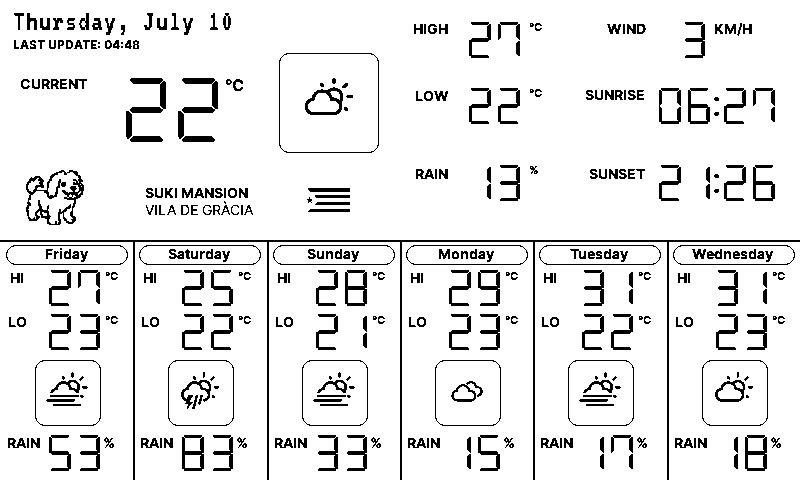 Thursday, July 10
LAST UPDATE: 04:48
CURRENT 22 °C
HIGH 27 °C
WIND 3 KM/H
LOW 22 °C
SUNRISE 06:27
RAIN 13 %
SUNSET 21:26
SUKI MANSION
VILA DE GRÀCIA
Friday
HI 27 °C
LO 23 °C
RAIN 53 %
Saturday
HI 25 °C
LO 22 °C
RAIN 83 %
Sunday
HI 28 °C
LO 21 °C
RAIN 33 %
Monday
HI 29 °C
LO 23 °C
RAIN 15 %
Tuesday
HI 31 °C
LO 22 °C
RAIN 17 %
Wednesday
HI 31 °C
LO 23 °C
RAIN 18 %